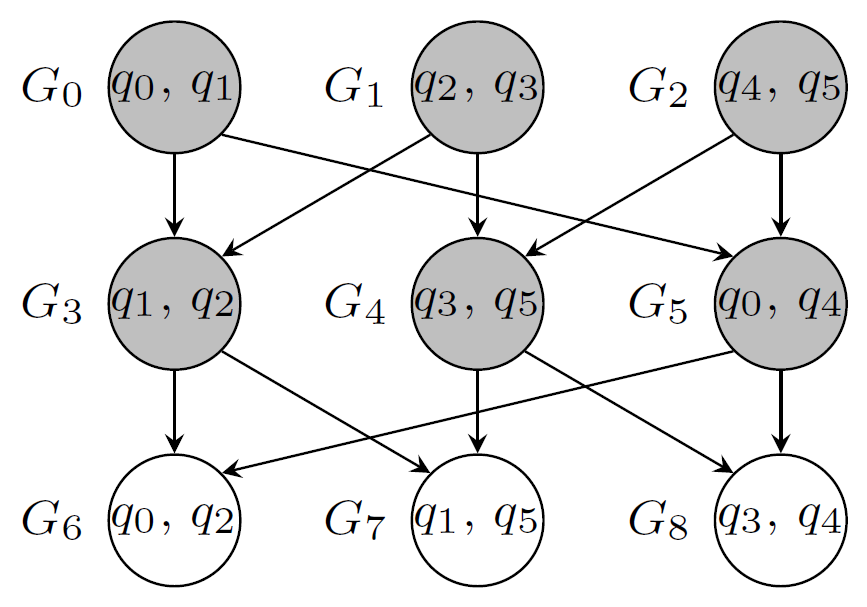 G₀ q₀, q₁ G₁ q₂, q₃ G₂ q₄, q₅
G₃ q₁, q₂ G₄ q₃, q₅ G₅ q₀, q₄
G₆ q₀, q₂ G₇ q₁, q₅ G₈ q₃, q₄